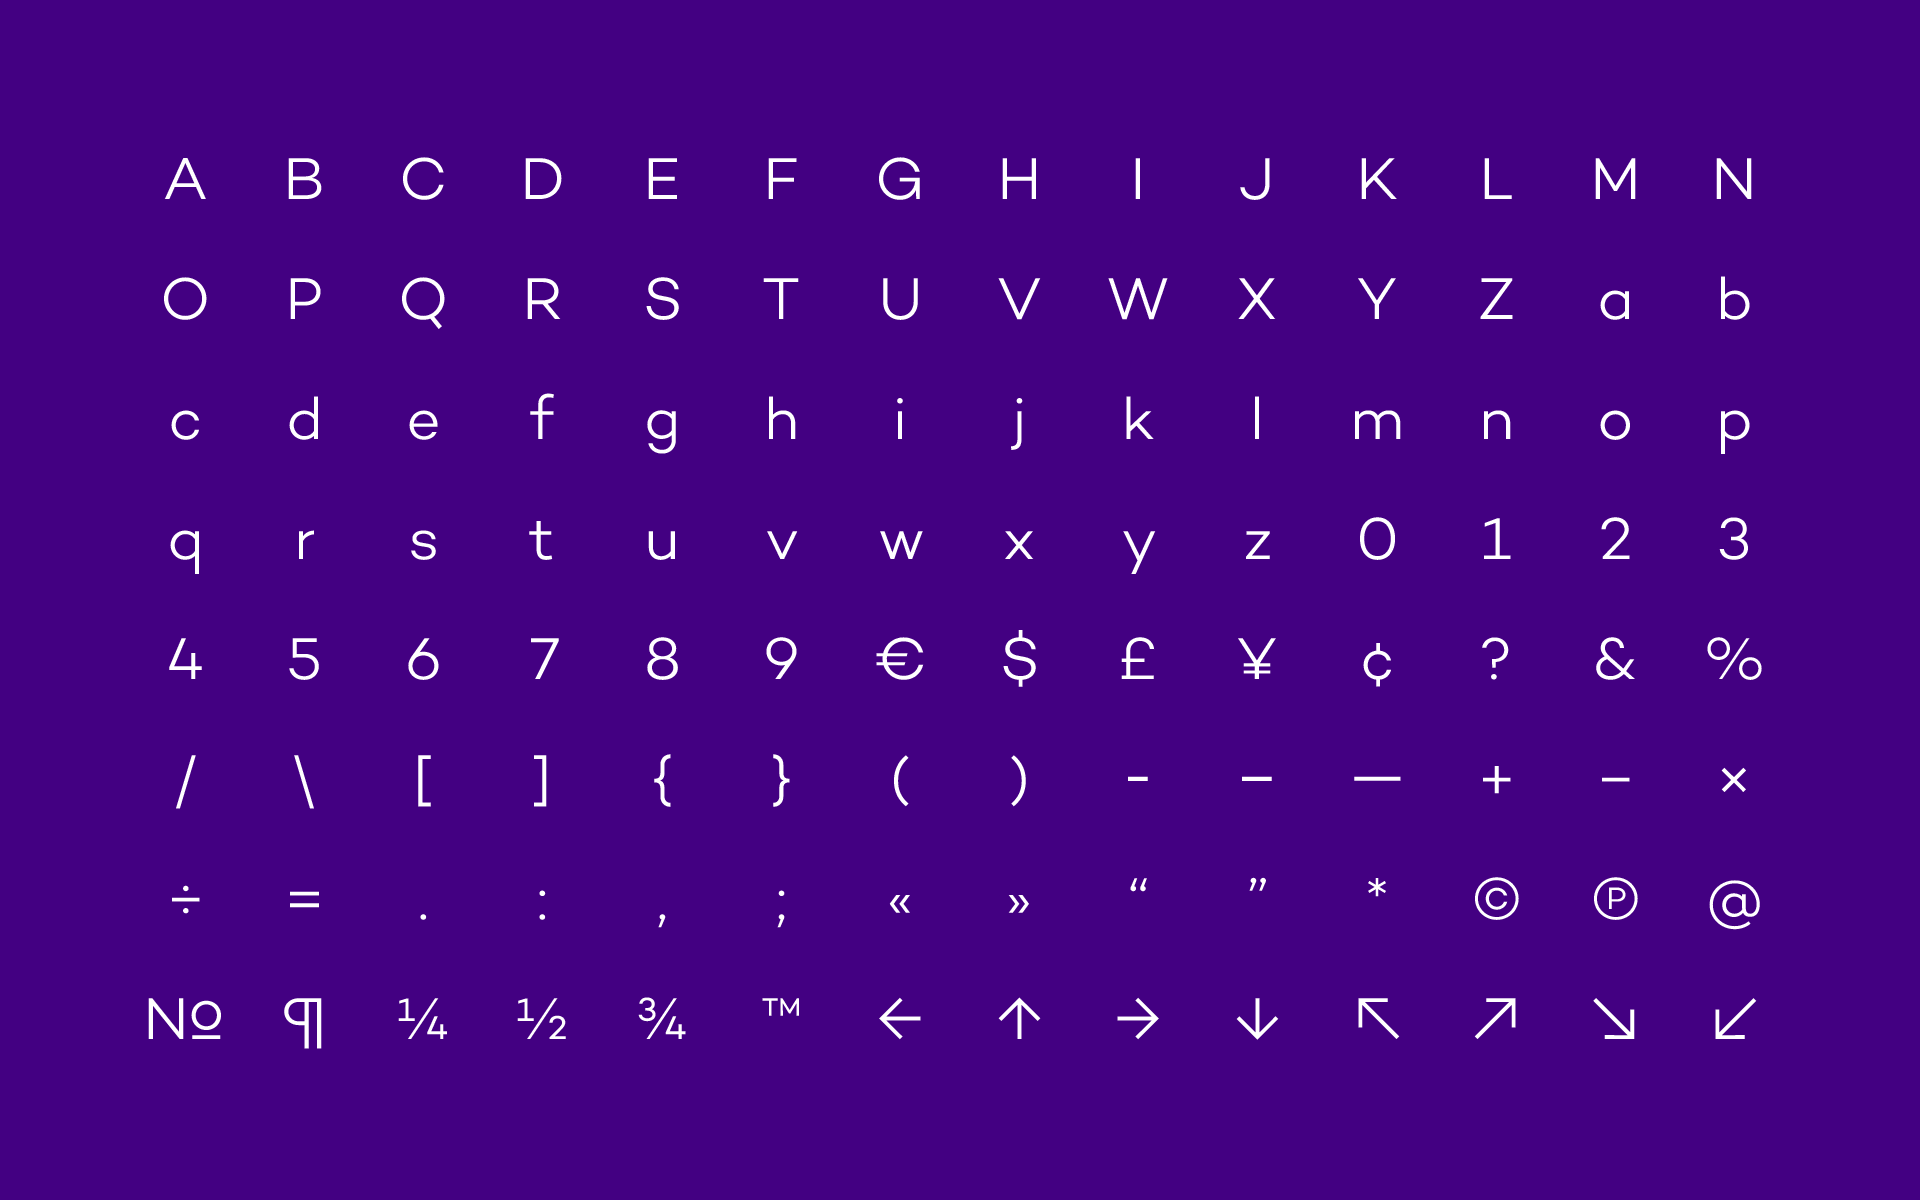 A B C D E F G H I J K L M N
O P Q R S T U V W X Y Z a b
c d e f g h i j k l m n o p
q r s t u v w x y z 0 1 2 3
4 5 6 7 8 9 € $ £ ¥ ¢ ? & %
/ \ [ ] { } ( ) - – — + − ×
÷ = . : , ; « » “ ” * © ℗ @
№ ¶ ¼ ½ ¾ ™ ← ↑ → ↓ ↖ ↗ ↘ ↙